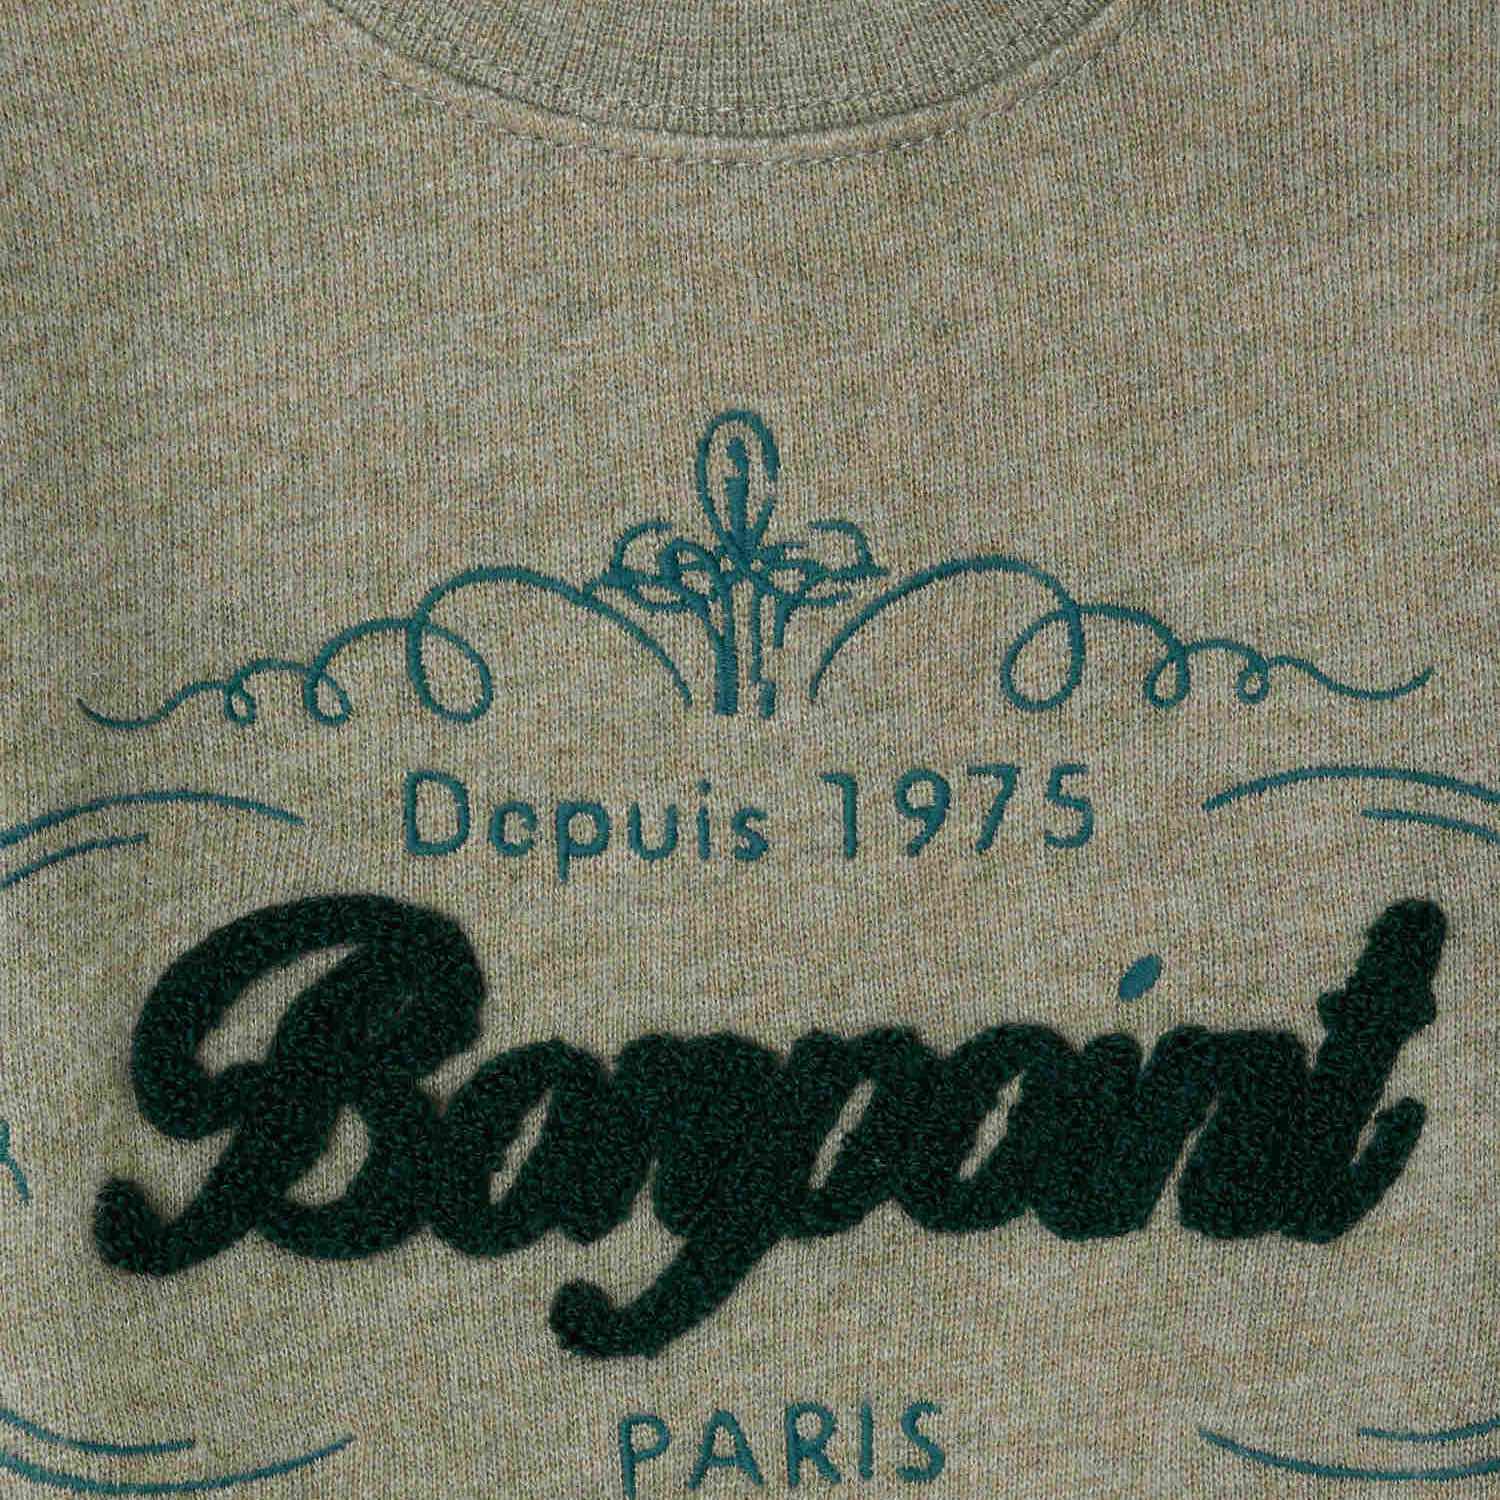 Depuis 1975
Bonpoint
PARIS